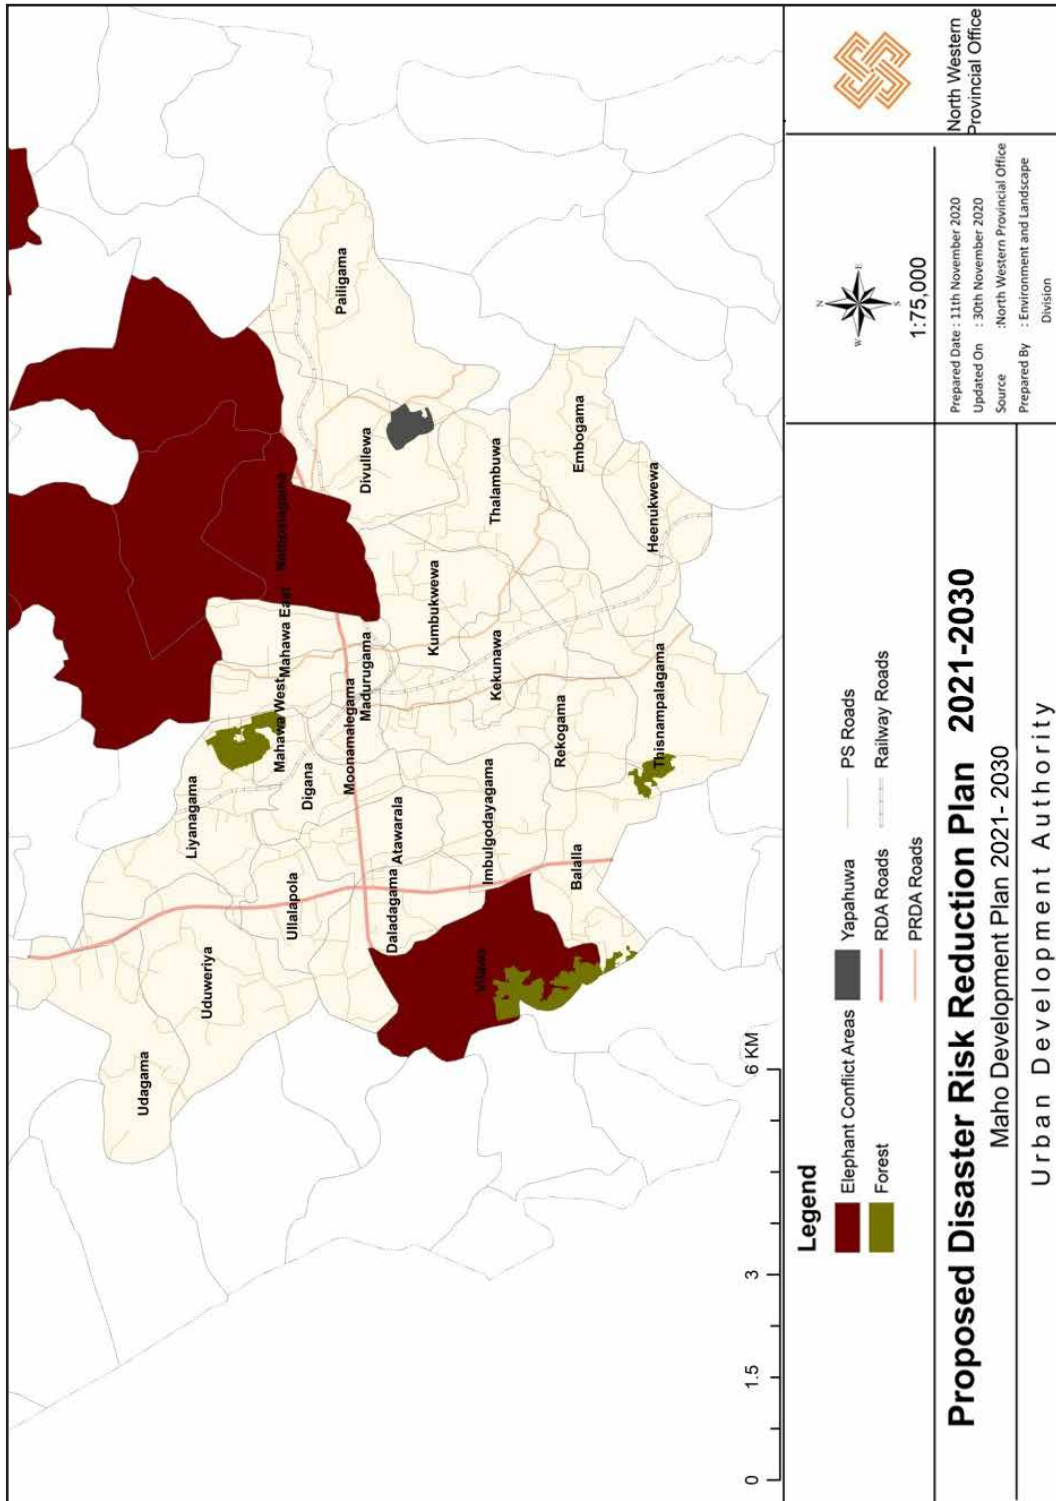 Udagama
Liyanagama
Uduweriya
Mahawa West
Mahawa East
Ullalapola
Digana
Pailigama
Moonamalegama
Madurugama
Divullewa
Daladagama
Atawarala
Kumbukwewa
Imbulgodayagama
Kekunawa
Thalambuwa
Rekogama
Balalla
Embogama
Heenukwewa
Thisnampalagama
0 1.5 3 6 KM
Legend
Elephant Conflict Areas
Forest
Yapahuwa
RDA Roads
PRDA Roads
PS Roads
Railway Roads
N
W E
S
1:75,000
North Western
Provincial Office
Proposed Disaster Risk Reduction Plan 2021-2030
Maho Development Plan 2021- 2030
Urban Development Authority
Prepared Date : 11th November 2020
Updated On : 30th November 2020
Source :North Western Provincial Office
Prepared By : Environment and Landscape
Division